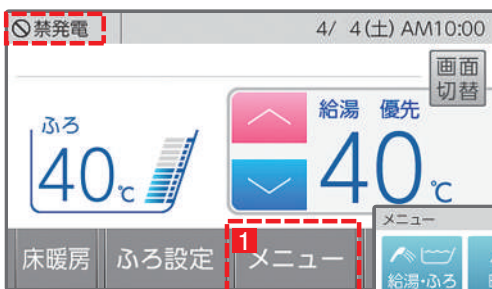 禁発電
4/ 4(土) AM10:00
画面
切替
ふろ
40℃
給湯 優先
40℃
床暖房 ふろ設定 1 メニュー
メニュー
給湯・ふろ